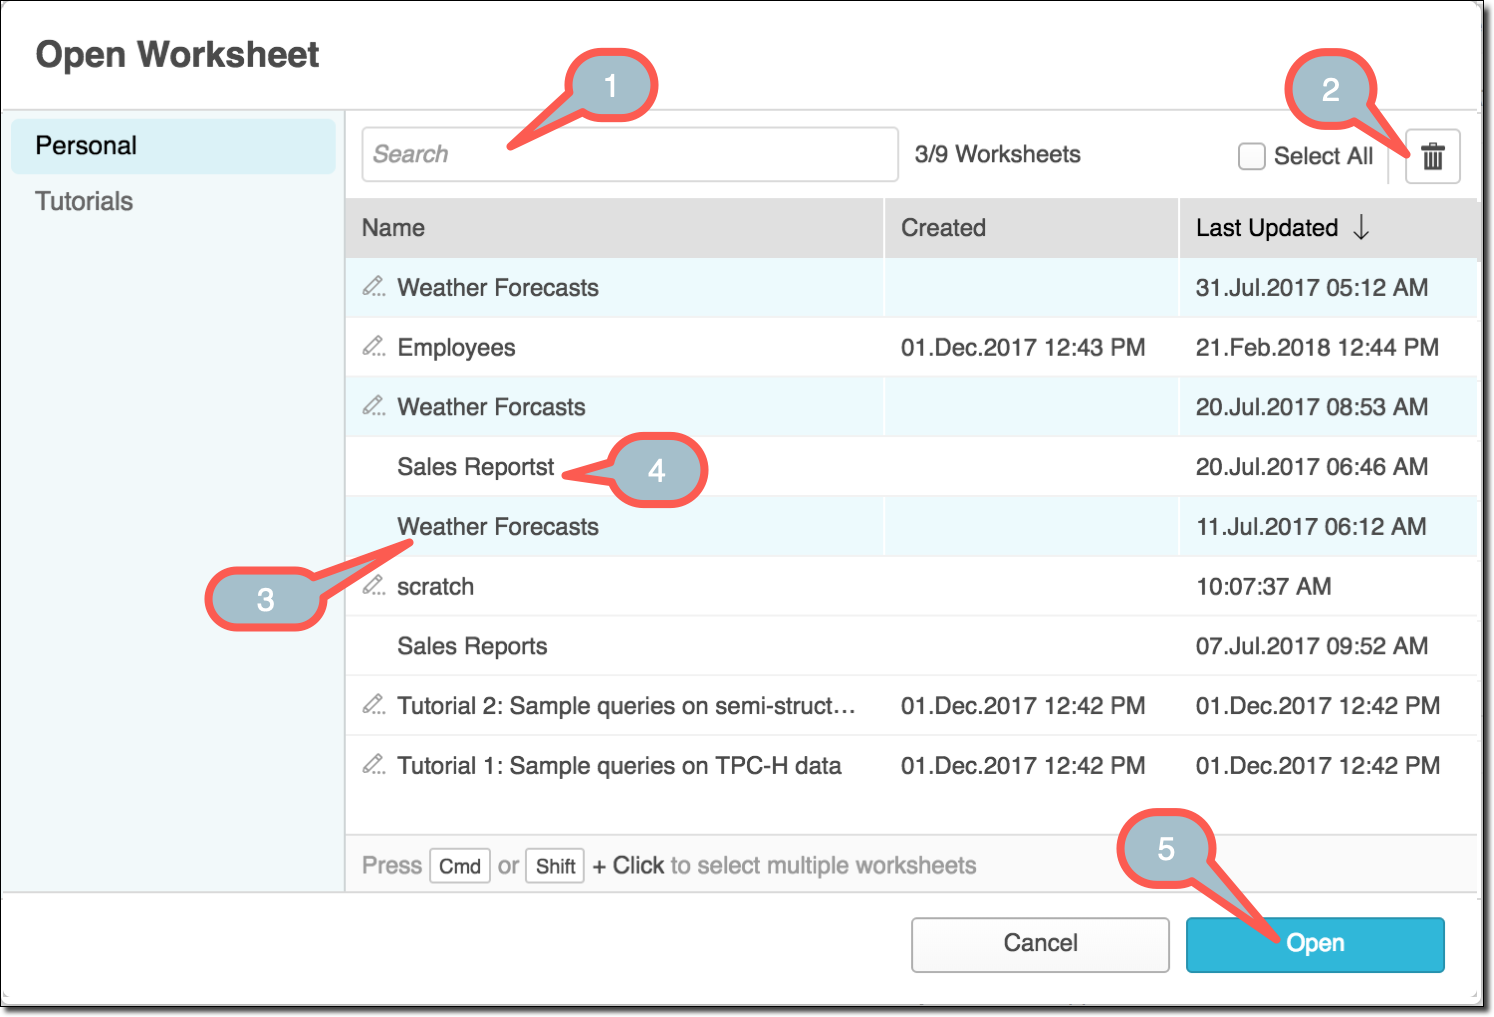 Open Worksheet
1
2
Personal
Tutorials
Search
3/9 Worksheets
Select All
Name Created Last Updated ↓
Weather Forecasts 31.Jul.2017 05:12 AM
Employees 01.Dec.2017 12:43 PM 21.Feb.2018 12:44 PM
Weather Forcasts 20.Jul.2017 08:53 AM
Sales Reportst 4 20.Jul.2017 06:46 AM
Weather Forecasts 11.Jul.2017 06:12 AM
3
scratch 10:07:37 AM
Sales Reports 07.Jul.2017 09:52 AM
Tutorial 2: Sample queries on semi-struct... 01.Dec.2017 12:42 PM 01.Dec.2017 12:42 PM
Tutorial 1: Sample queries on TPC-H data 01.Dec.2017 12:42 PM 01.Dec.2017 12:42 PM
Press Cmd or Shift + Click to select multiple worksheets
5
Cancel
Open